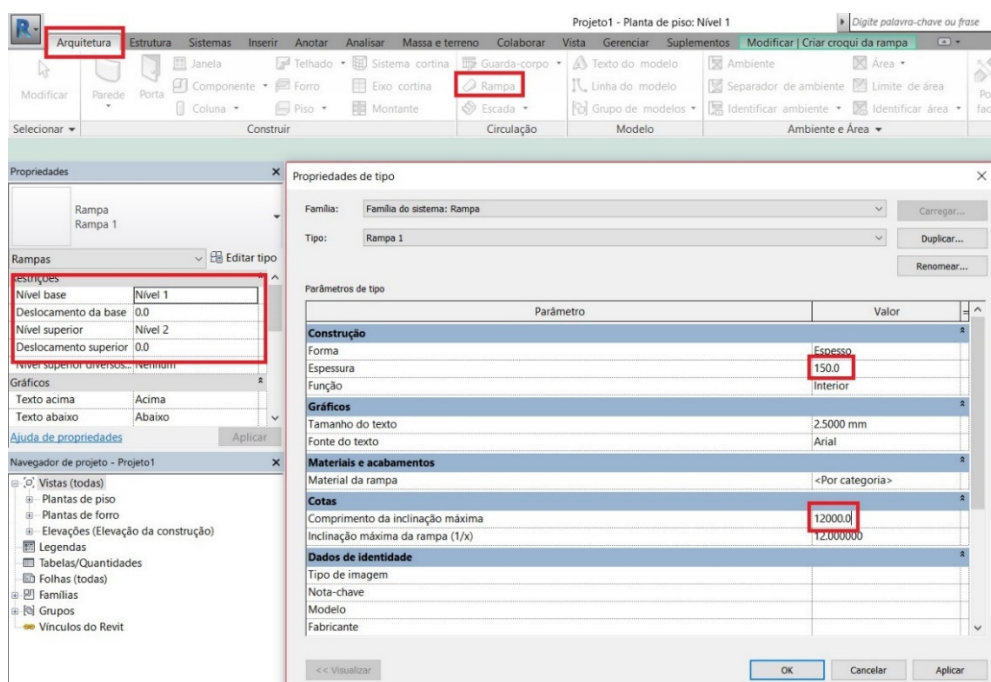 Projeto1 - Planta de piso: Nível 1
Digite palavra-chave ou frase
Arquitetura Estrutura Sistemas Inserir Anotar Analisar Massa e terreno Colaborar Vista Gerenciar Suplementos Modificar | Criar croqui da rampa
Janela Telhado Sistema cortina Guarda-corpo Texto do modelo Ambiente Área
Modificar Parede Porta Componente Forro Eixo cortina Rampa Linha do modelo Separador de ambiente Limite de área
Coluna Piso Montante Escada Grupo de modelos Identificar ambiente Identificar área
Selecionar Construir Circulação Modelo Ambiente e Área
Propriedades
Rampa
Rampa 1
Rampas Editar tipo
Restrições
Nível base Nível 1
Deslocamento da base 0.0
Nível superior Nível 2
Deslocamento superior 0.0
Nível superior diversos... Nenhum
Gráficos
Texto acima Acima
Texto abaixo Abaixo
Ajuda de propriedades Aplicar
Navegador de projeto - Projeto1
Vistas (todas)
Plantas de piso
Plantas de forro
Elevações (Elevação da construção)
Legendas
Tabelas/Quantidades
Folhas (todas)
Famílias
Grupos
Vínculos do Revit
Propriedades de tipo
Família: Família do sistema: Rampa Carregar...
Tipo: Rampa 1 Duplicar...
Renomear...
Parâmetros de tipo
Parâmetro Valor =
Construção
Forma Espesso
Espessura 150.0
Função Interior
Gráficos
Tamanho do texto 2.5000 mm
Fonte do texto Arial
Materiais e acabamentos
Material da rampa <Por categoria>
Cotas
Comprimento da inclinação máxima 12000.0
Inclinação máxima da rampa (1/x) 12.000000
Dados de identidade
Tipo de imagem
Nota-chave
Modelo
Fabricante
<< Visualizar OK Cancelar Aplicar